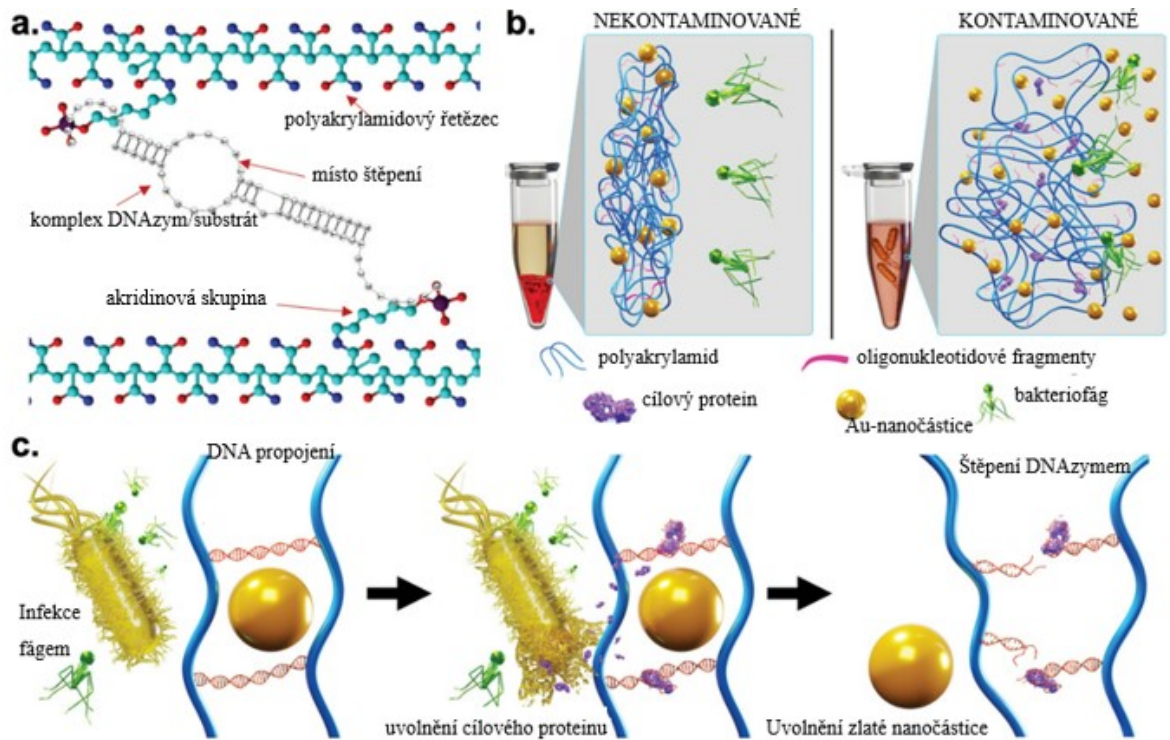 a.
polyakrylamidový řetězec
místo štěpení
komplex DNAzym/substrát
akridinová skupina
b.
NEKONTAMINOVANÉ
KONTAMINOVANÉ
polyakrylamid
oligonukleotidové fragmenty
cílový protein
Au-nanočástice
bakteriofág
c.
DNA propojení
Štěpení DNAzymem
Infekce
fágem
uvolnění cílového proteinu
Uvolnění zlaté nanočástice